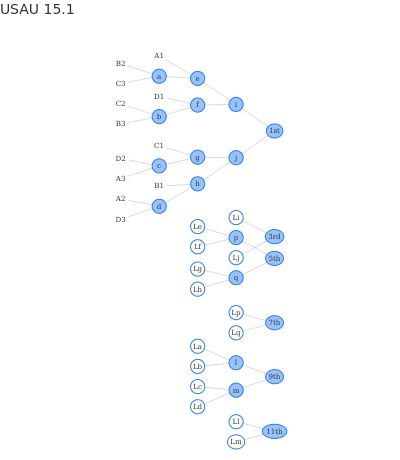 USAU 15.1
A1
B2
a
e
C3
D1
C2
f
i
b
B3
1st
C1
D2
g
j
c
A3
B1
h
A2
d
D3
Li
Le
p
3rd
Lf
Lj
5th
Lg
q
Lh
Lp
7th
Lq
La
l
Lb
9th
Lc
m
Ld
Ll
11th
Lm